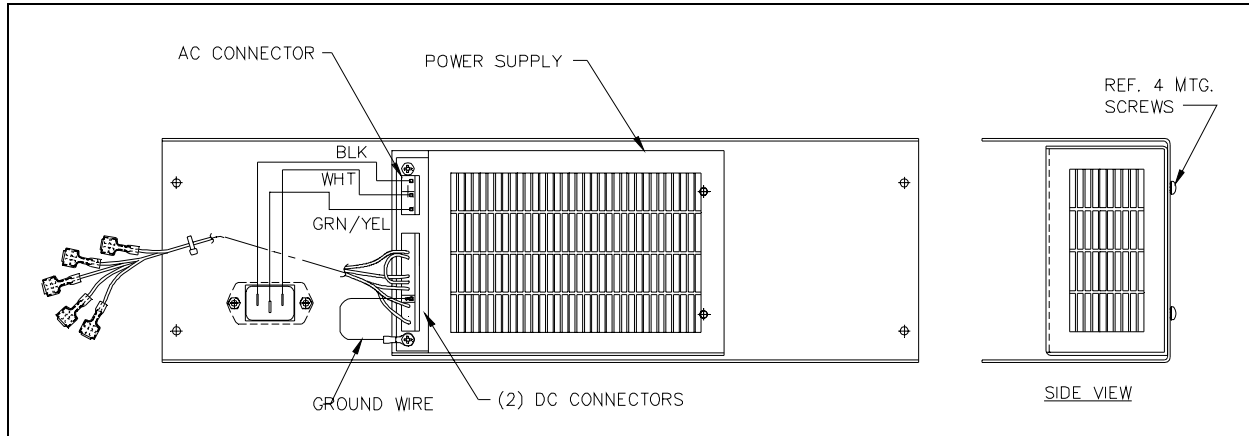 AC CONNECTOR
POWER SUPPLY
REF. 4 MTG.
SCREWS
BLK
WHT
GRN/YEL
GROUND WIRE
(2) DC CONNECTORS
SIDE VIEW